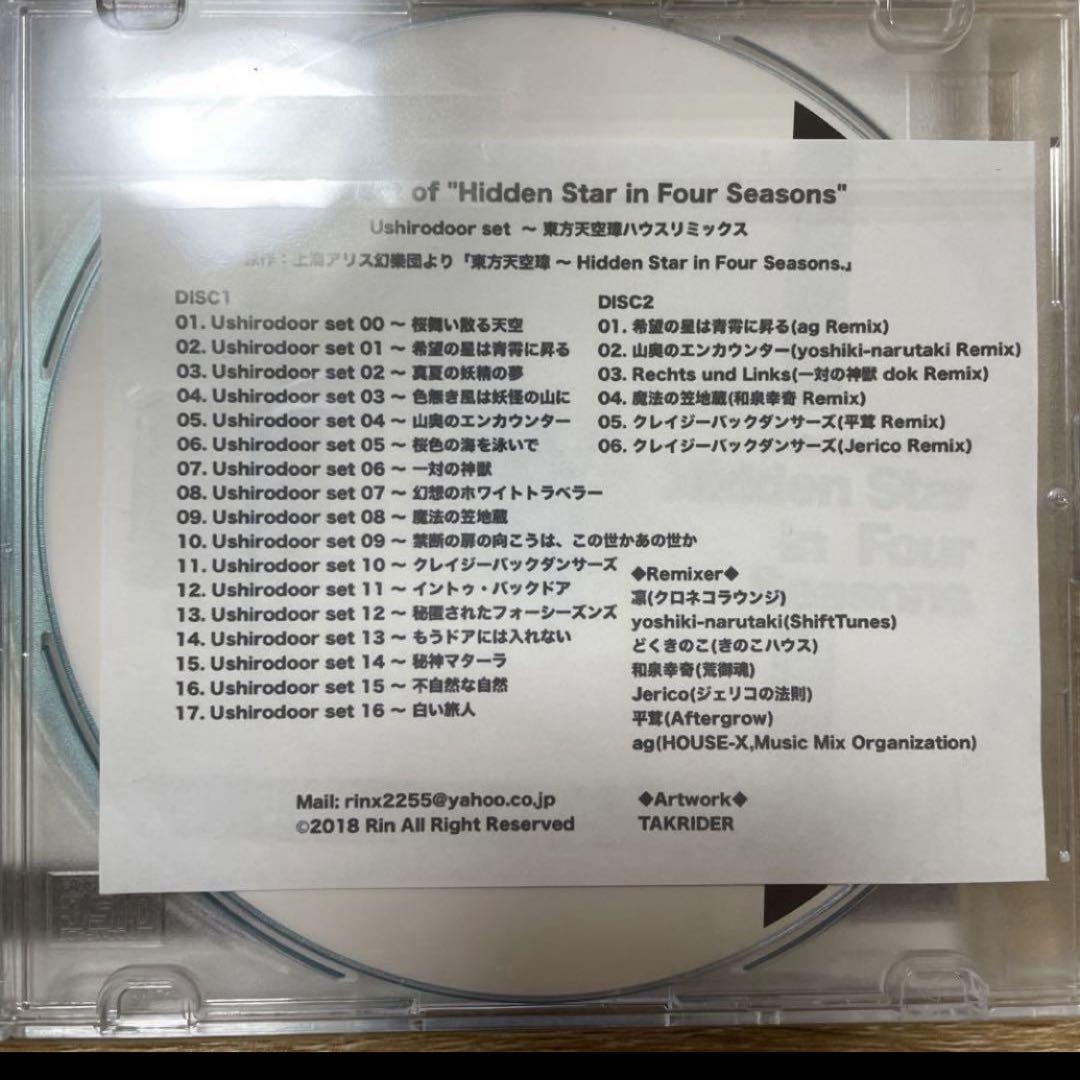 of "Hidden Star in Four Seasons"
Ushirodoor set ～東方天空璋ハウスリミックス
原作：上海アリス幻樂団より「東方天空璋～Hidden Star in Four Seasons.」
DISC1
01. Ushirodoor set 00～桜舞い散る天空
02. Ushirodoor set 01～希望の星は青霄に昇る
03. Ushirodoor set 02～真夏の妖精の夢
04. Ushirodoor set 03～色無き風は妖怪の山に
05. Ushirodoor set 04～山奥のエンカウンター
06. Ushirodoor set 05～桜色の海を泳いで
07. Ushirodoor set 06～一対の神獣
08. Ushirodoor set 07～幻想のホワイトトラベラー
09. Ushirodoor set 08～魔法の笠地蔵
10. Ushirodoor set 09～禁断の扉の向こうは、この世かあの世か
11. Ushirodoor set 10～クレイジーバックダンサーズ
12. Ushirodoor set 11～イントゥ・バックドア
13. Ushirodoor set 12～秘匿されたフォーシーズンズ
14. Ushirodoor set 13～もうドアには入れない
15. Ushirodoor set 14～秘神マターラ
16. Ushirodoor set 15～不自然な自然
17. Ushirodoor set 16～白い旅人
DISC2
01. 希望の星は青霄に昇る(ag Remix)
02. 山奥のエンカウンター(yoshiki-narutaki Remix)
03. Rechts und Links(一対の神獣 dok Remix)
04. 魔法の笠地蔵(和泉幸奇 Remix)
05. クレイジーバックダンサーズ(平茸 Remix)
06. クレイジーバックダンサーズ(Jerico Remix)
◆Remixer◆
凛(クロネコラウンジ)
yoshiki-narutaki(ShiftTunes)
どくきのこ(きのこハウス)
和泉幸奇(荒御魂)
Jerico(ジェリコの法則)
平茸(Aftergrow)
ag(HOUSE-X,Music Mix Organization)
Mail: rinx2255@yahoo.co.jp
©2018 Rin All Right Reserved
◆Artwork◆
TAKRIDER